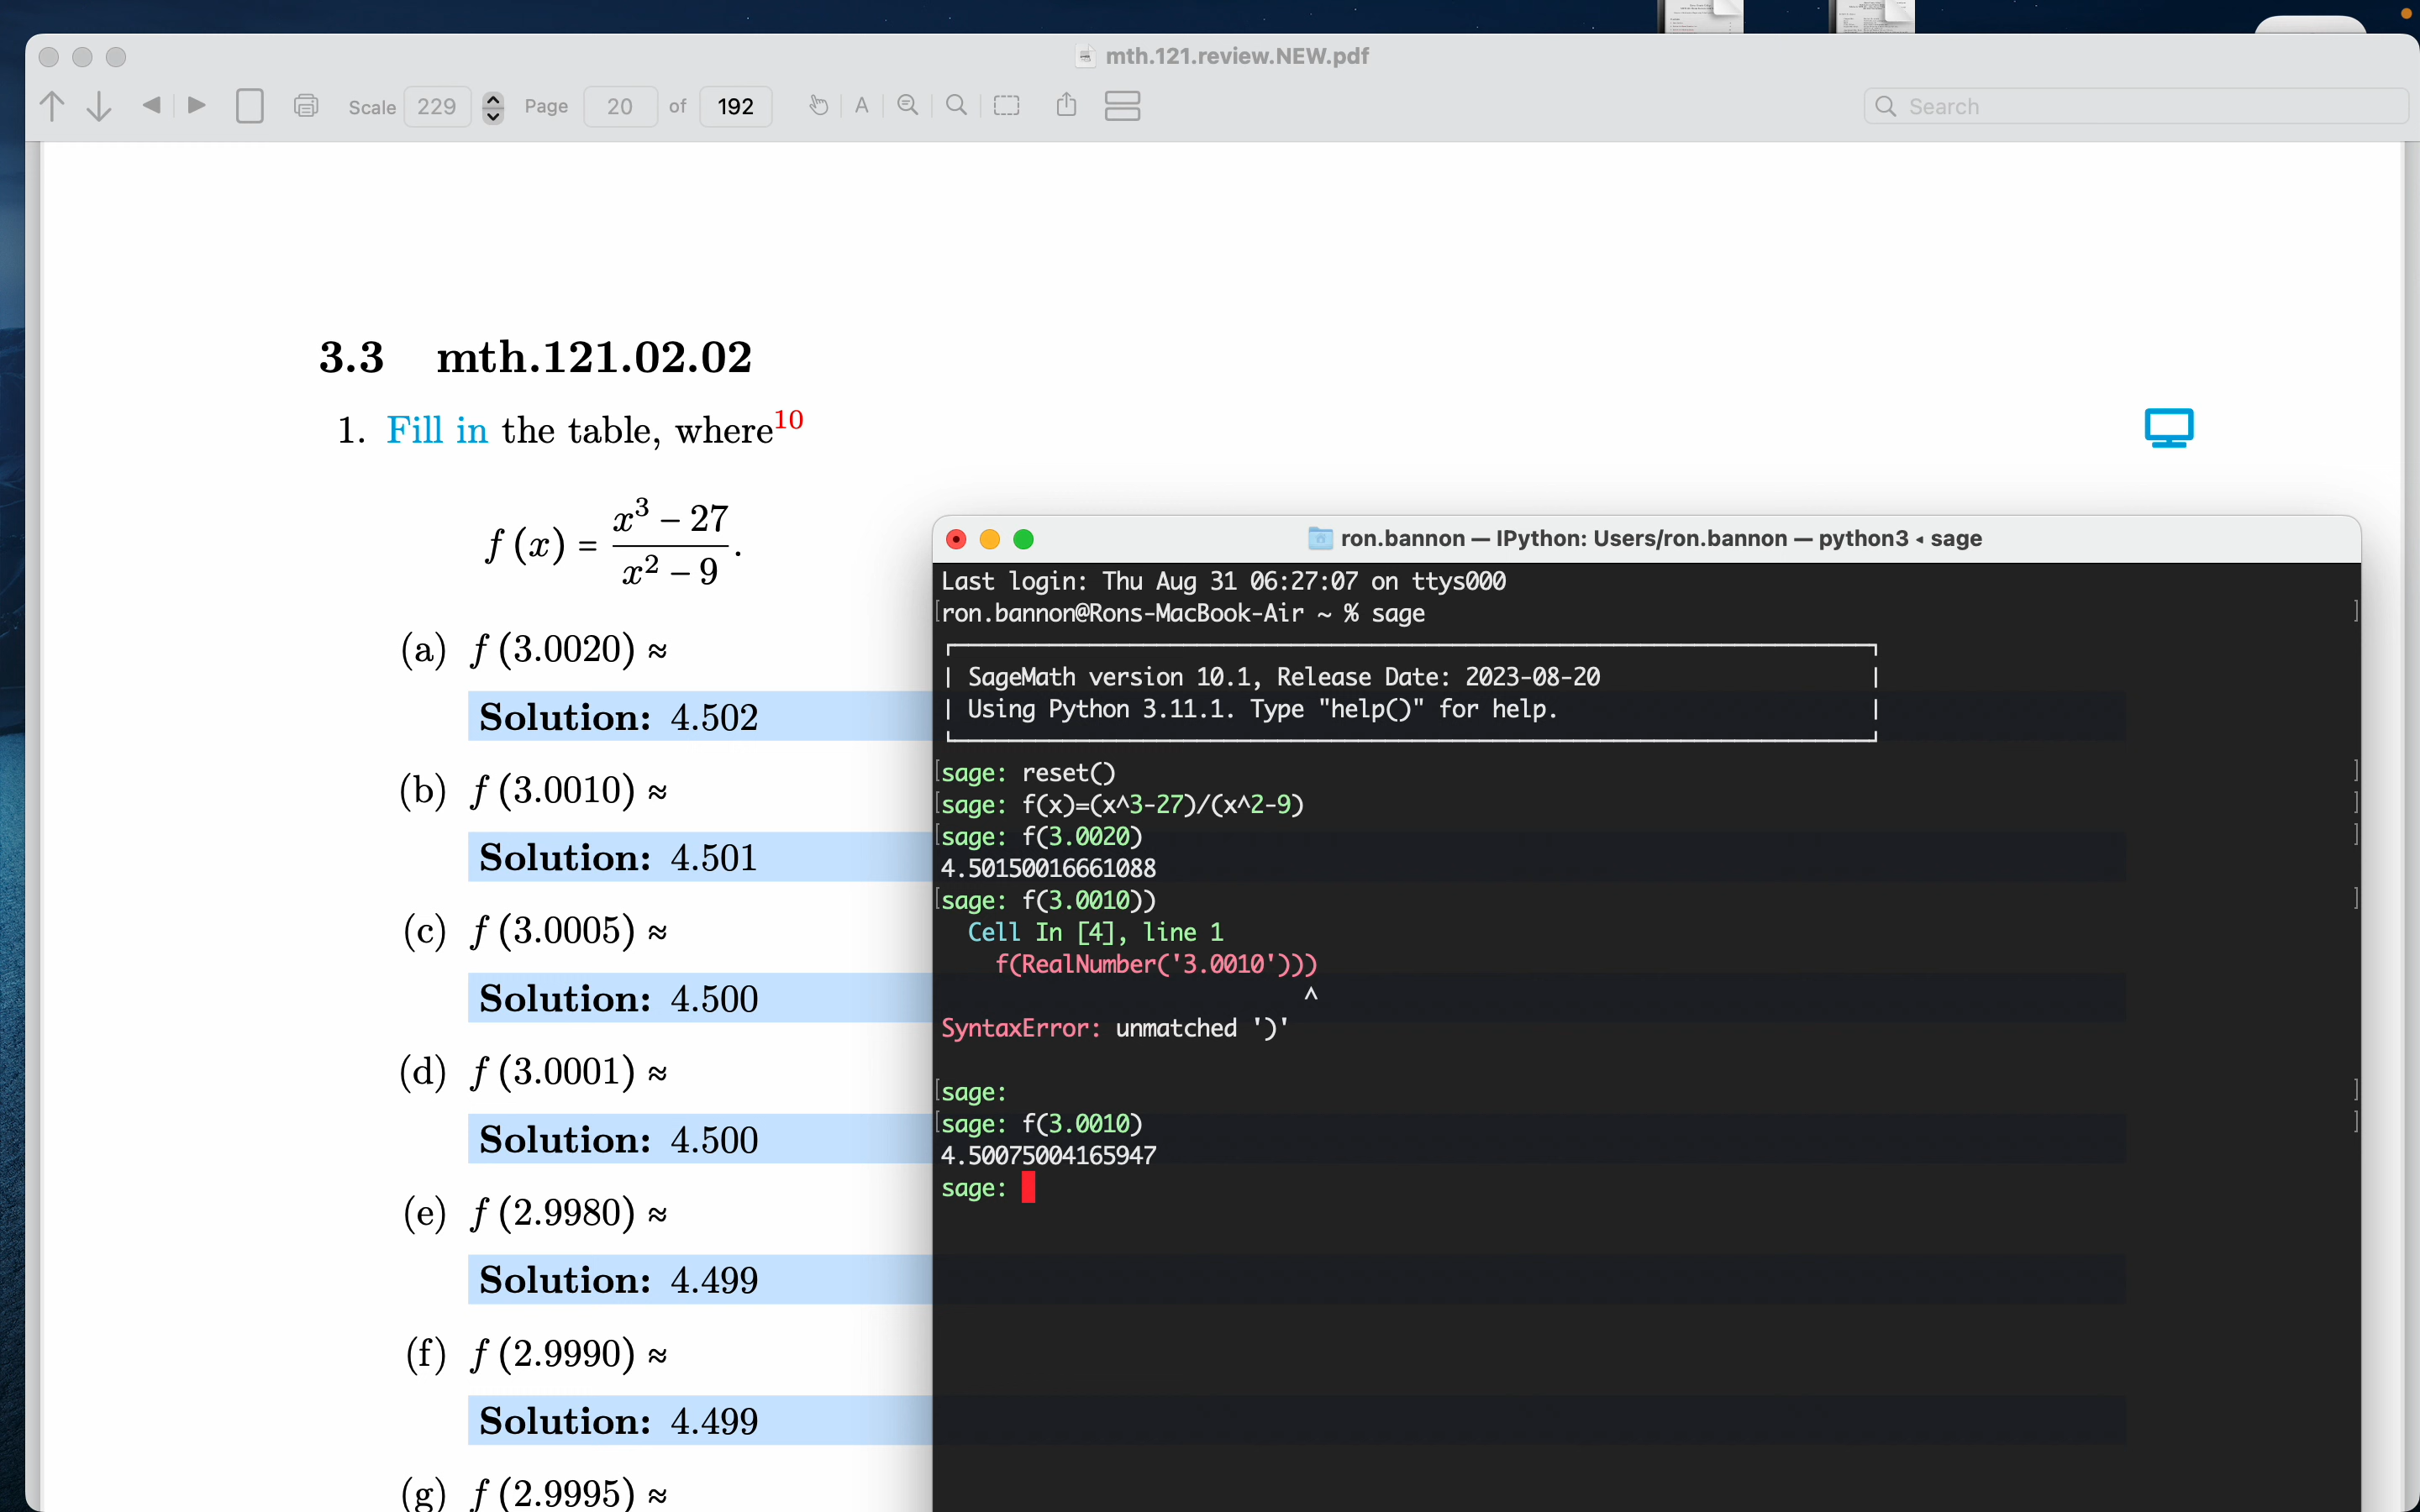 mth.121.review.NEW.pdf
Scale 229 Page 20 of 192 A Search
3.3 mth.121.02.02
1. Fill in the table, where10
f (x) = x3 − 27 / x2 − 9 .
(a) f (3.0020) ≈
Solution: 4.502
(b) f (3.0010) ≈
Solution: 4.501
(c) f (3.0005) ≈
Solution: 4.500
(d) f (3.0001) ≈
Solution: 4.500
(e) f (2.9980) ≈
Solution: 4.499
(f) f (2.9990) ≈
Solution: 4.499
(g) f (2.9995) ≈
ron.bannon — IPython: Users/ron.bannon — python3 ◂ sage
Last login: Thu Aug 31 06:27:07 on ttys000
[ron.bannon@Rons-MacBook-Air ~ % sage ]
| SageMath version 10.1, Release Date: 2023-08-20 |
| Using Python 3.11.1. Type "help()" for help. |
[sage: reset() ]
[sage: f(x)=(x^3-27)/(x^2-9) ]
[sage: f(3.0020) ]
4.50150016661088
[sage: f(3.0010)) ]
Cell In [4], line 1
f(RealNumber('3.0010')))
^
SyntaxError: unmatched ')'
[sage: ]
[sage: f(3.0010) ]
4.50075004165947
sage: